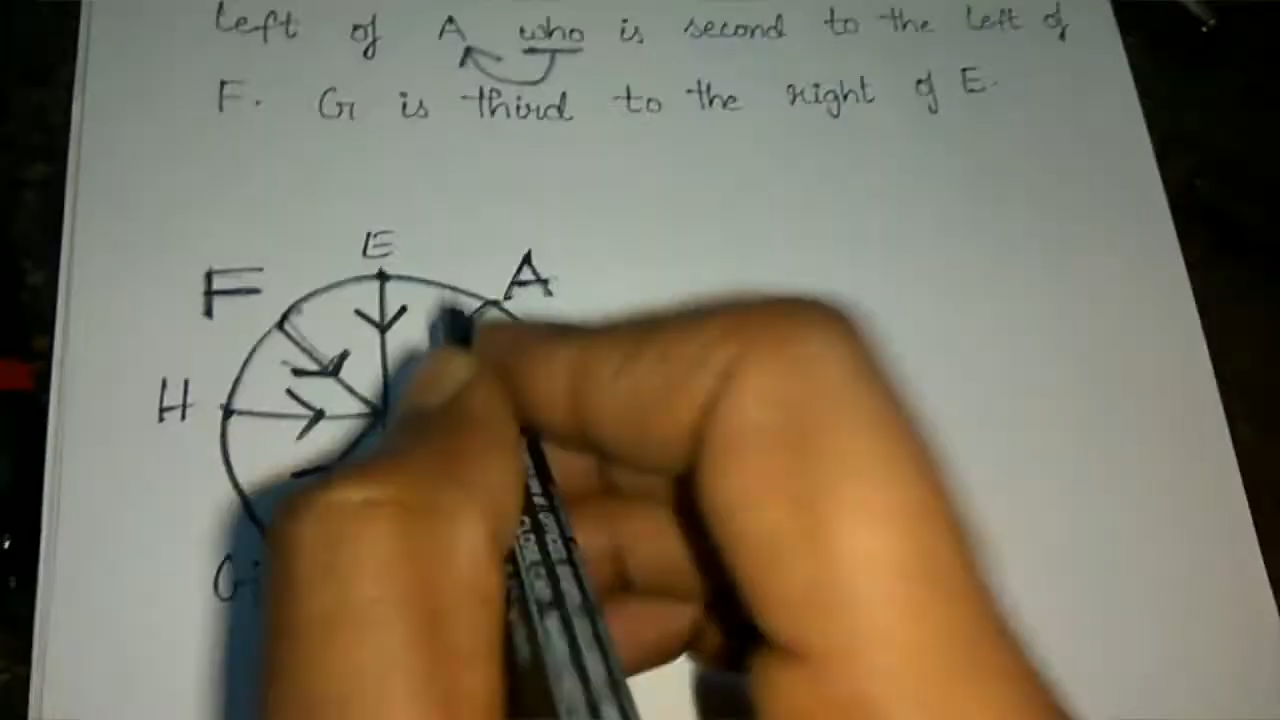 left of A who is second to the left of
F. G is third to the right of E.
E
F
A
H
G